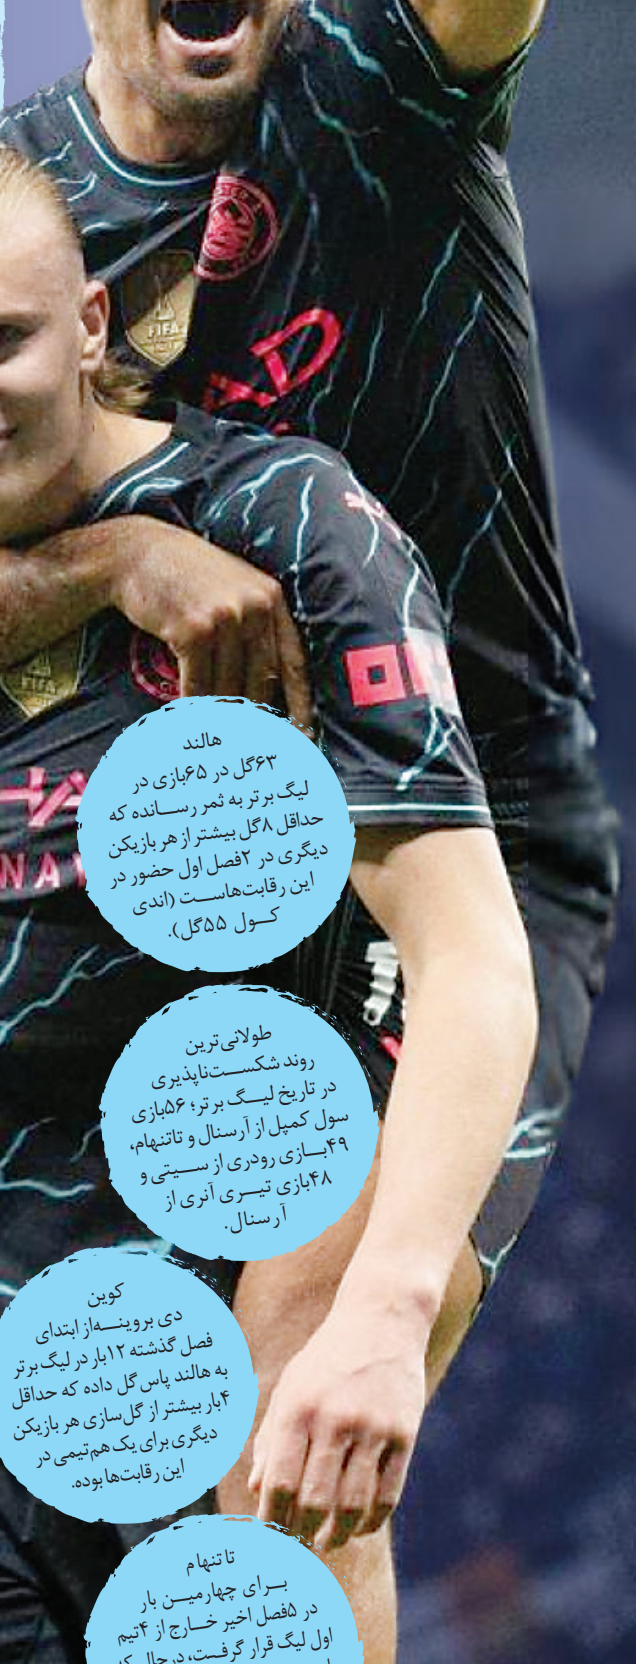 FIFA
هالند
۶۳گل در ۶۵بازی در
لیگ برتر به ثمر رسانده که
حداقل ۸گل بیشتر از هر بازیکن
دیگری در ۲فصل اول حضور در
این رقابت‌هاست (اندی
کول ۵۵گل).
طولانی‌ترین
روند شکست‌ناپذیری
در تاریخ لیگ برتر؛ ۵۶بازی
سول کمپل از آرسنال و تاتنهام،
۴۹بازی رودری از سیتی و
۴۸بازی تیری آنری از
آرسنال.
کوین
دی بروینه‌از ابتدای
فصل گذشته ۱۲بار در لیگ برتر
به هالند پاس گل داده که حداقل
۴بار بیشتر از گل‌سازی هر بازیکن
دیگری برای یک هم‌تیمی در
این رقابت‌ها بوده.
تاتنهام
برای چهارمین بار
در ۵فصل اخیر خارج از ۴تیم
اول لیگ قرار گرفت، در حالی که